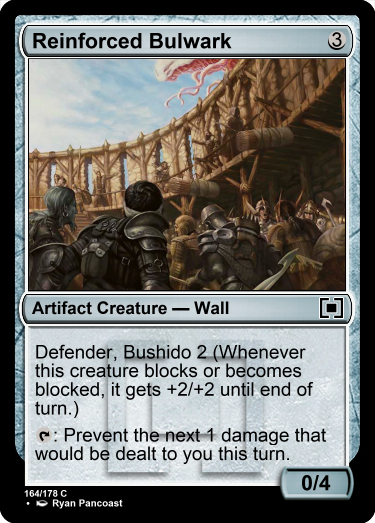 Reinforced Bulwark 3
Artifact Creature — Wall
Defender, Bushido 2 (Whenever
this creature blocks or becomes
blocked, it gets +2/+2 until end of
turn.)
: Prevent the next 1 damage that
would be dealt to you this turn.
0/4
164/178 C
• Ryan Pancoast